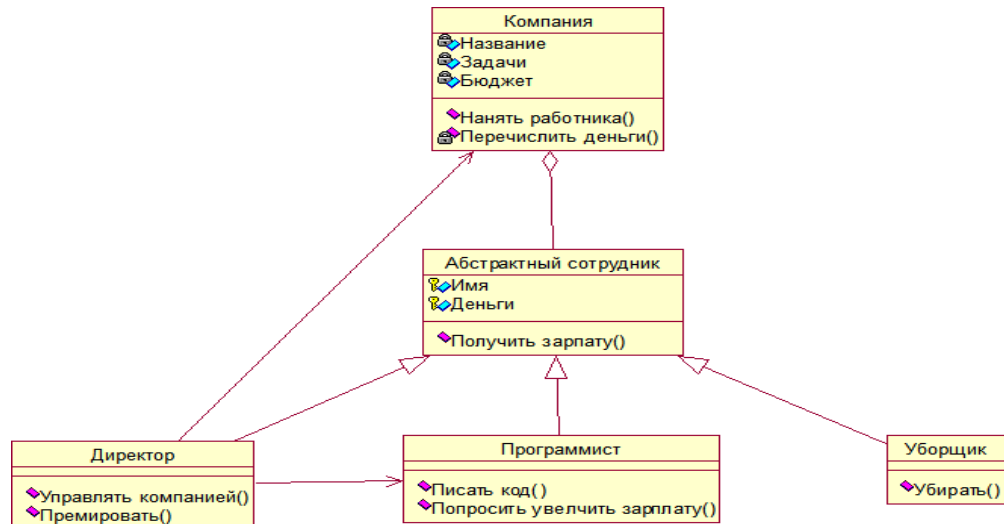 Компания
Название
Задачи
Бюджет
Нанять работника()
Перечислить деньги()
Абстрактный сотрудник
Имя
Деньги
Получить зарпату()
Директор
Управлять компанией()
Премировать()
Программист
Писать код()
Попросить увелчить зарплату()
Уборщик
Убирать()